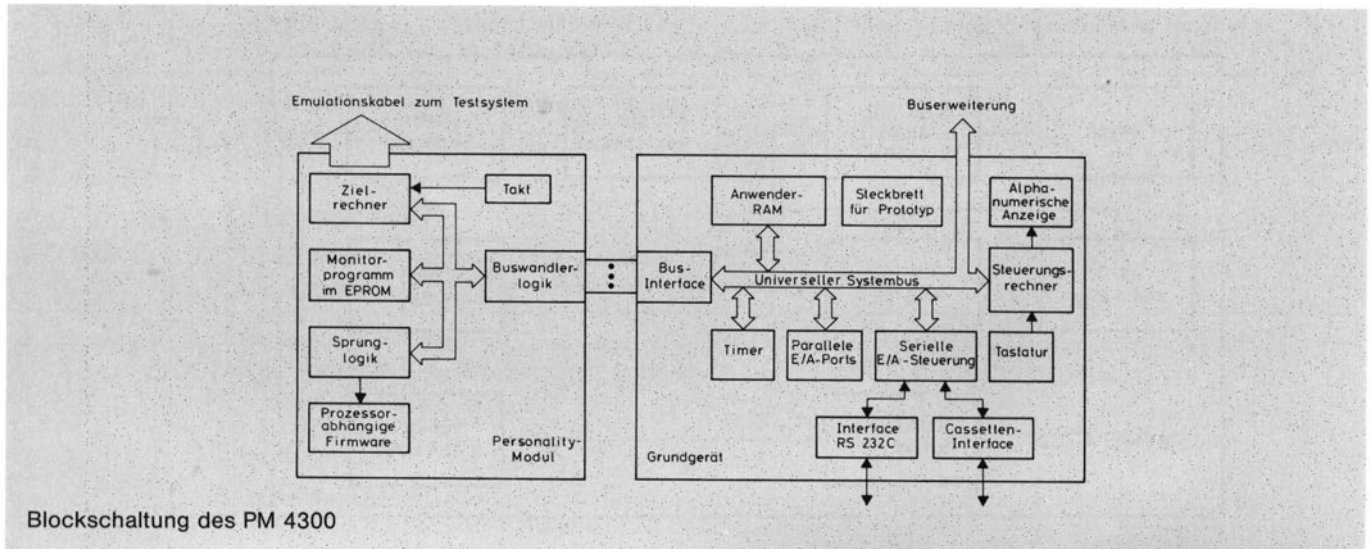 Emulationskabel zum Testsystem
Ziel-
rechner
Takt
Monitor-
programm
im EPROM
Buswandler-
logik
Sprung-
logik
Prozessor-
abhängige
Firmware
Personality-
Modul
Buserweiterung
Anwender-
RAM
Steckbrett
für Prototyp
Alpha-
numerische
Anzeige
Bus-
Interface
Universeller Systembus
Steuerungs-
rechner
Timer
Parallele
E/A-Ports
Serielle
E/A-Steuerung
Tastatur
Interface
RS 232C
Cassetten-
Interface
Grundgerät
Blockschaltung des PM 4300